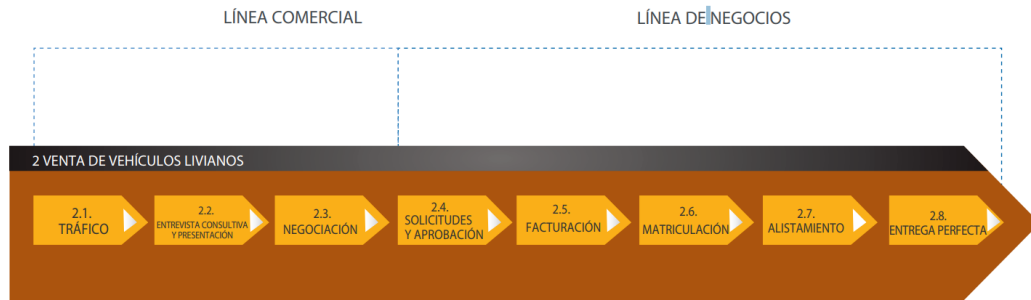 LÍNEA COMERCIAL
LÍNEA DE NEGOCIOS
2 VENTA DE VEHÍCULOS LIVIANOS
2.1.
TRÁFICO
2.2.
ENTREVISTA CONSULTIVA
Y PRESENTACIÓN
2.3.
NEGOCIACIÓN
2.4.
SOLICITUDES
Y APROBACIÓN
2.5.
FACTURACIÓN
2.6.
MATRICULACIÓN
2.7.
ALISTAMIENTO
2.8.
ENTREGA PERFECTA